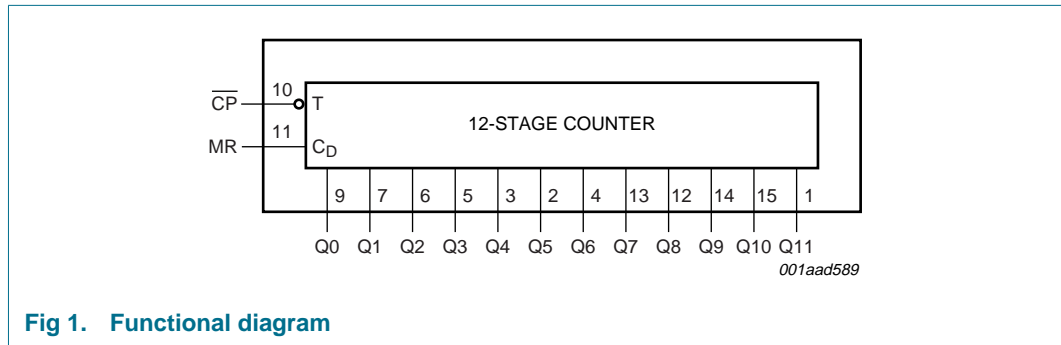 10
CP
T
12-STAGE COUNTER
11
MR
CD
9 7 6 5 3 2 4 13 12 14 15 1
Q0 Q1 Q2 Q3 Q4 Q5 Q6 Q7 Q8 Q9 Q10 Q11
001aad589
Fig 1. Functional diagram